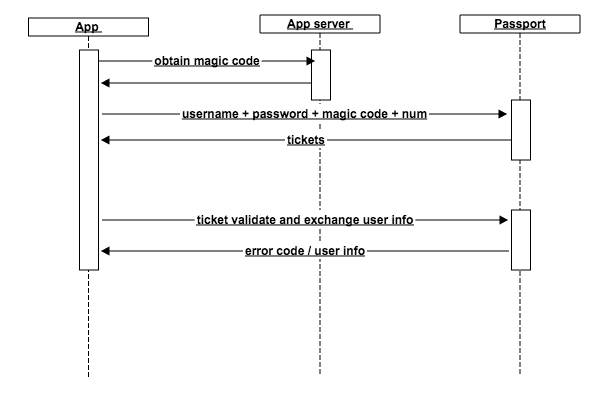 App
App server
Passport
obtain magic code
username + password + magic code + num
tickets
ticket validate and exchange user info
error code / user info